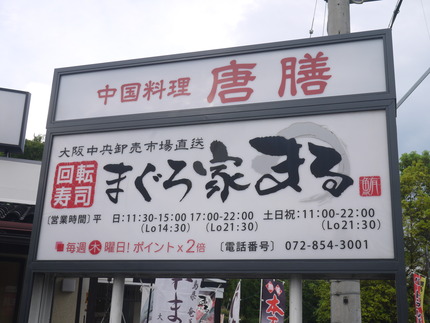 中国料理 唐膳
大阪中央卸売市場直送
回転寿司 まぐろ家まる
〔営業時間〕平 日:11:30-15:00 17:00-22:00 土日祝:11:00-22:00
(Lo14:30) (Lo21:30) (Lo21:30)
毎週木曜日!ポイント×2倍 〔電話番号〕 072-854-3001